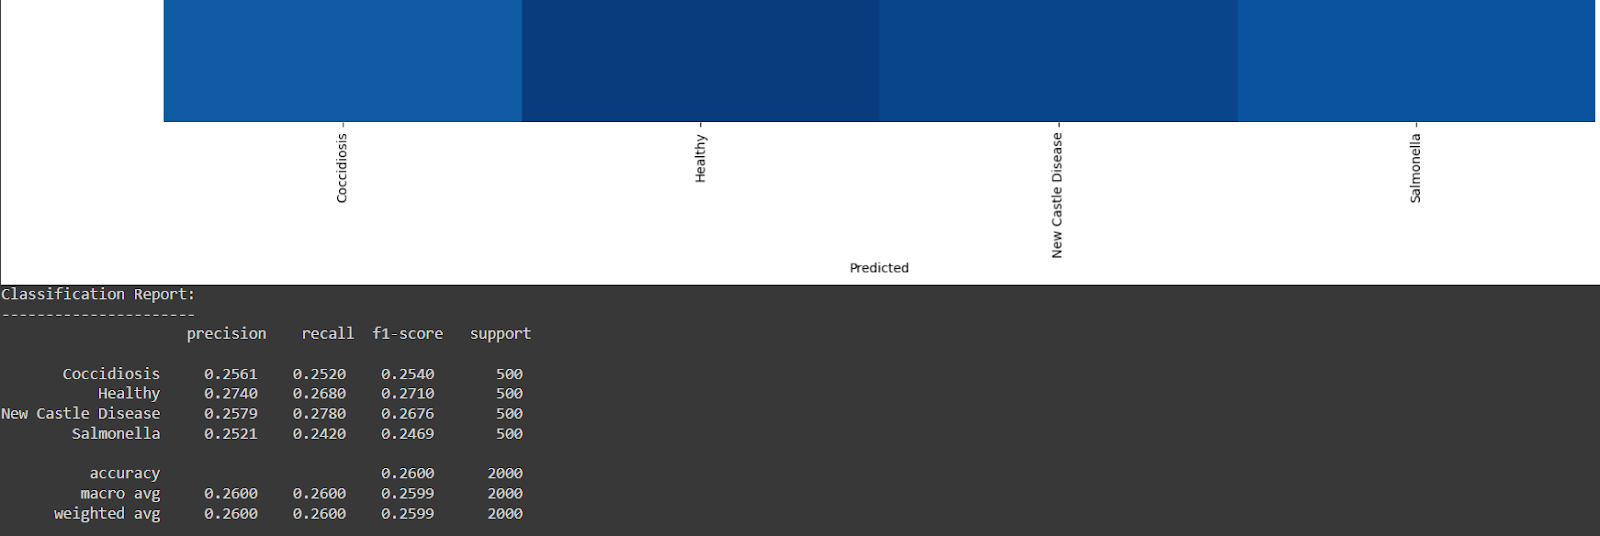 Coccidiosis
Healthy
New Castle Disease
Salmonella
Predicted
Classification Report:
----------------------
precision recall f1-score support
Coccidiosis 0.2561 0.2520 0.2540 500
Healthy 0.2740 0.2680 0.2710 500
New Castle Disease 0.2579 0.2780 0.2676 500
Salmonella 0.2521 0.2420 0.2469 500
accuracy 0.2600 2000
macro avg 0.2600 0.2600 0.2599 2000
weighted avg 0.2600 0.2600 0.2599 2000